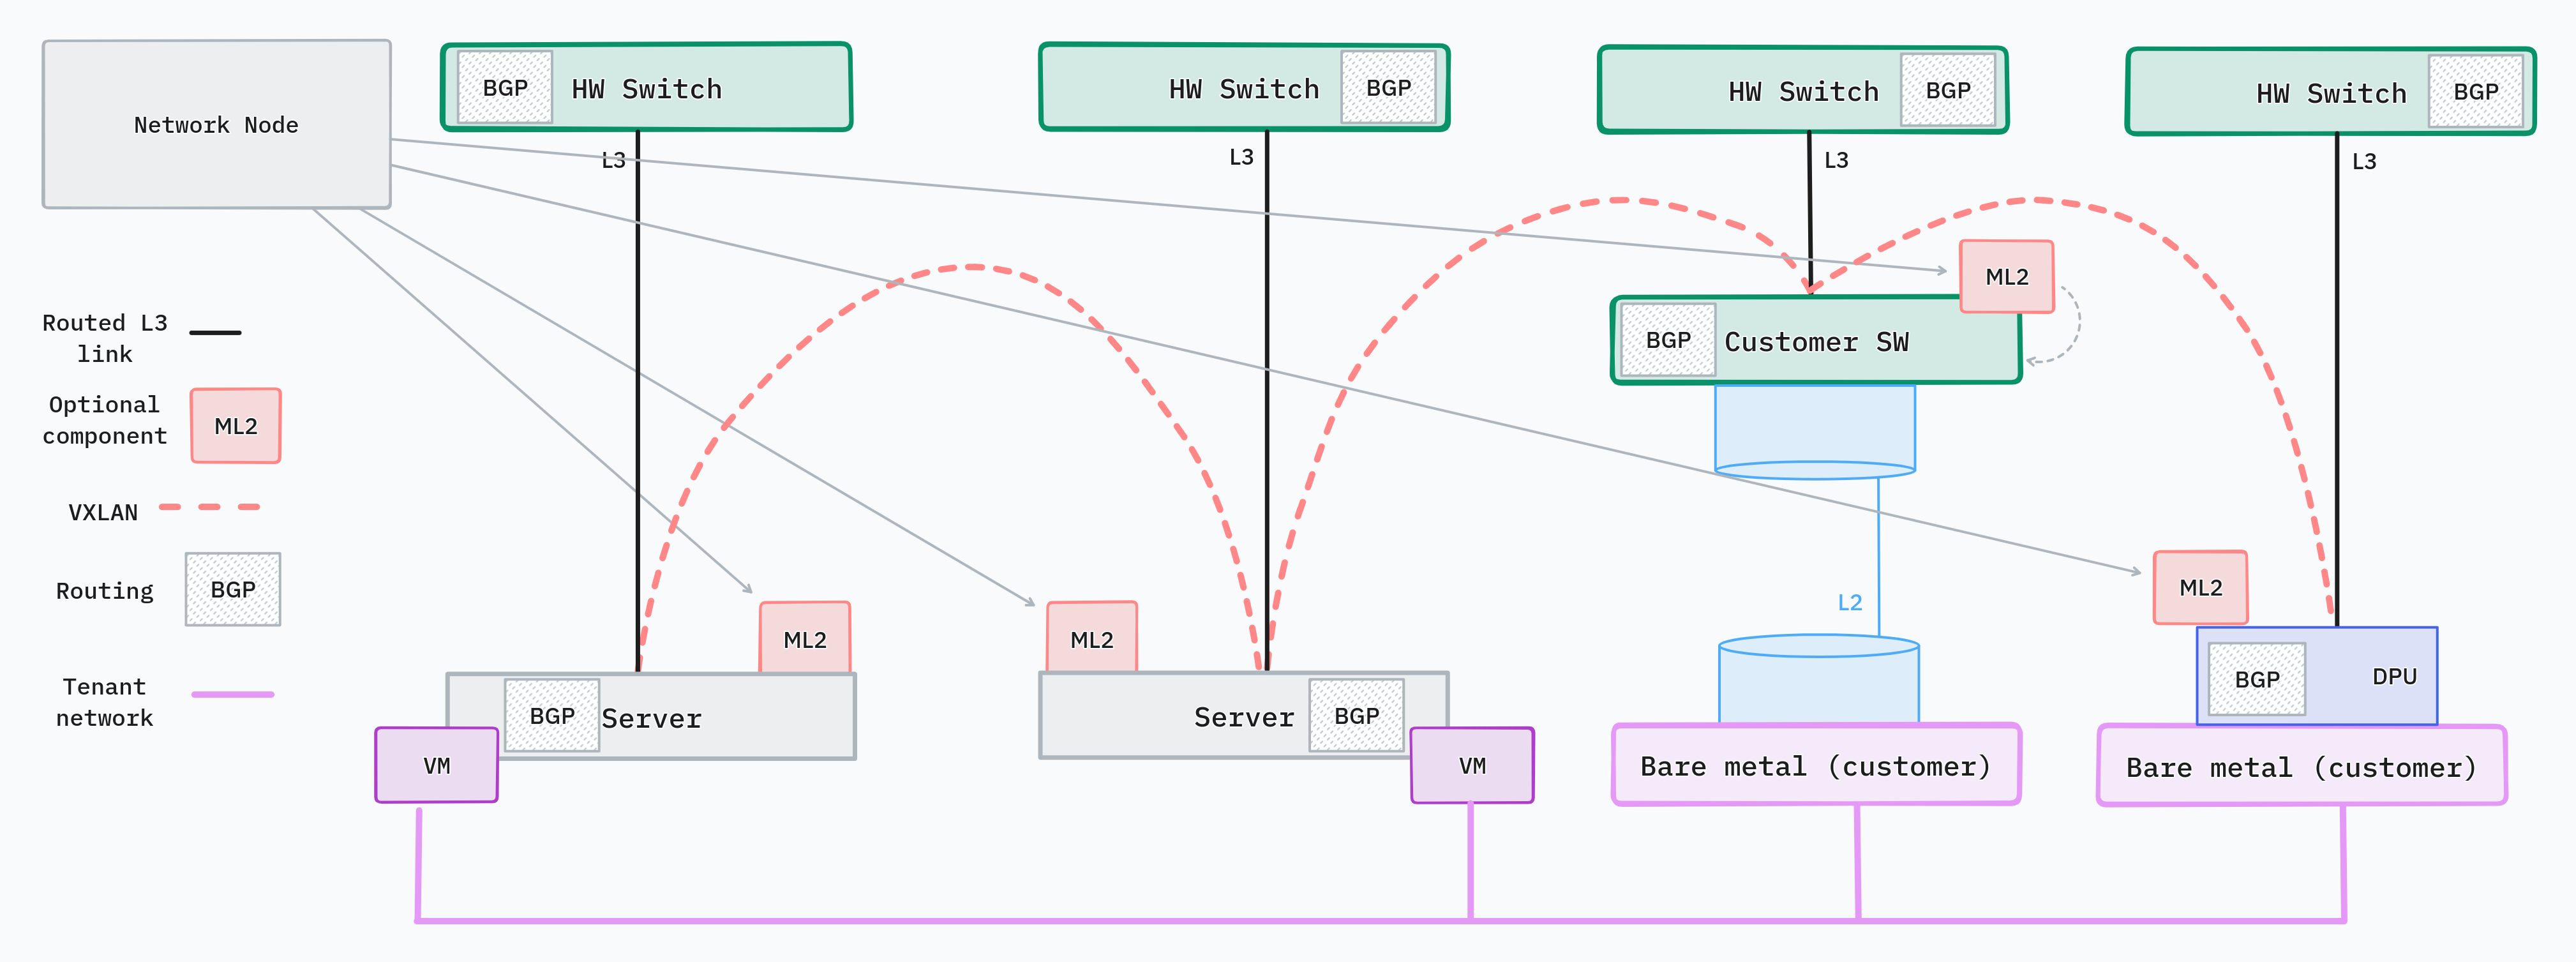 Network Node
BGP
HW Switch
HW Switch
BGP
HW Switch
BGP
HW Switch
BGP
L3
L3
L3
L3
ML2
Routed L3
link
BGP
Customer SW
Optional
component
ML2
VXLAN
Routing
BGP
L2
ML2
ML2
ML2
Tenant
network
BGP
Server
Server
BGP
BGP
DPU
VM
VM
Bare metal (customer)
Bare metal (customer)